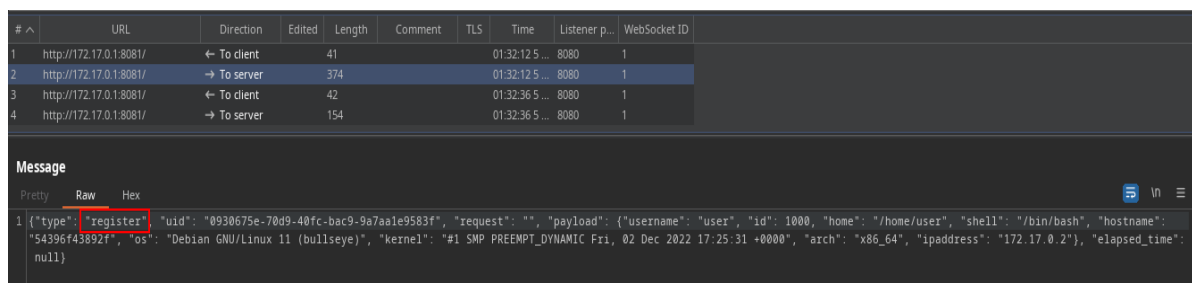 # URL Direction Edited Length Comment TLS Time Listener p... WebSocket ID
1 http://172.17.0.1:8081/ ← To client 41 01:32:12 5 ... 8080 1
2 http://172.17.0.1:8081/ → To server 374 01:32:12 5 ... 8080 1
3 http://172.17.0.1:8081/ ← To client 42 01:32:36 5 ... 8080 1
4 http://172.17.0.1:8081/ → To server 154 01:32:36 5 ... 8080 1
Message
Pretty Raw Hex \n
1 {"type": "register", "uid": "0930675e-70d9-40fc-bac9-9a7aa1e9583f", "request": "", "payload": {"username": "user", "id": 1000, "home": "/home/user", "shell": "/bin/bash", "hostname":
"54396f43892f", "os": "Debian GNU/Linux 11 (bullseye)", "kernel": "#1 SMP PREEMPT_DYNAMIC Fri, 02 Dec 2022 17:25:31 +0000", "arch": "x86_64", "ipaddress": "172.17.0.2"}, "elapsed_time":
null}